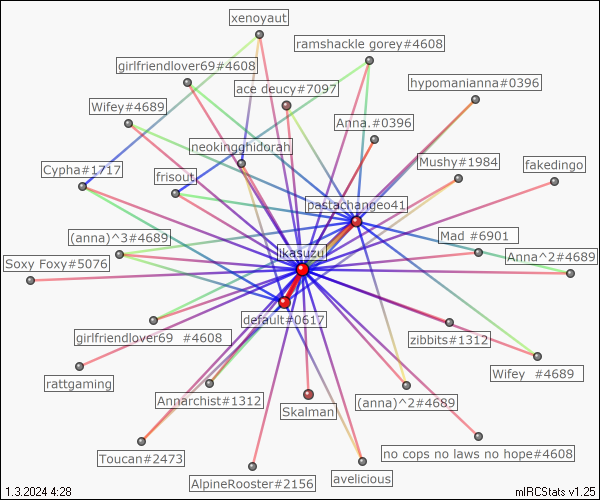 xenoyaut
ramshackle gorey#4608
girlfriendlover69#4608
hypomanianna#0396
ace deucy#7097
Wifey#4689
Anna.#0396
neokingghidorah
Mushy#1984
fakedingo
Cypha#1717
frisout
pastachangeo41
(anna)^3#4689
Mad #6901
Ikasuzu
Anna^2#4689
Soxy Foxy#5076
default#0617
girlfriendlover69 #4608
zibbits#1312
Wifey #4689
rattgaming
Annarchist#1312
(anna)^2#4689
Skalman
Toucan#2473
no cops no laws no hope#4608
AlpineRooster#2156
avelicious
1.3.2024 4:28
mIRCStats v1.25